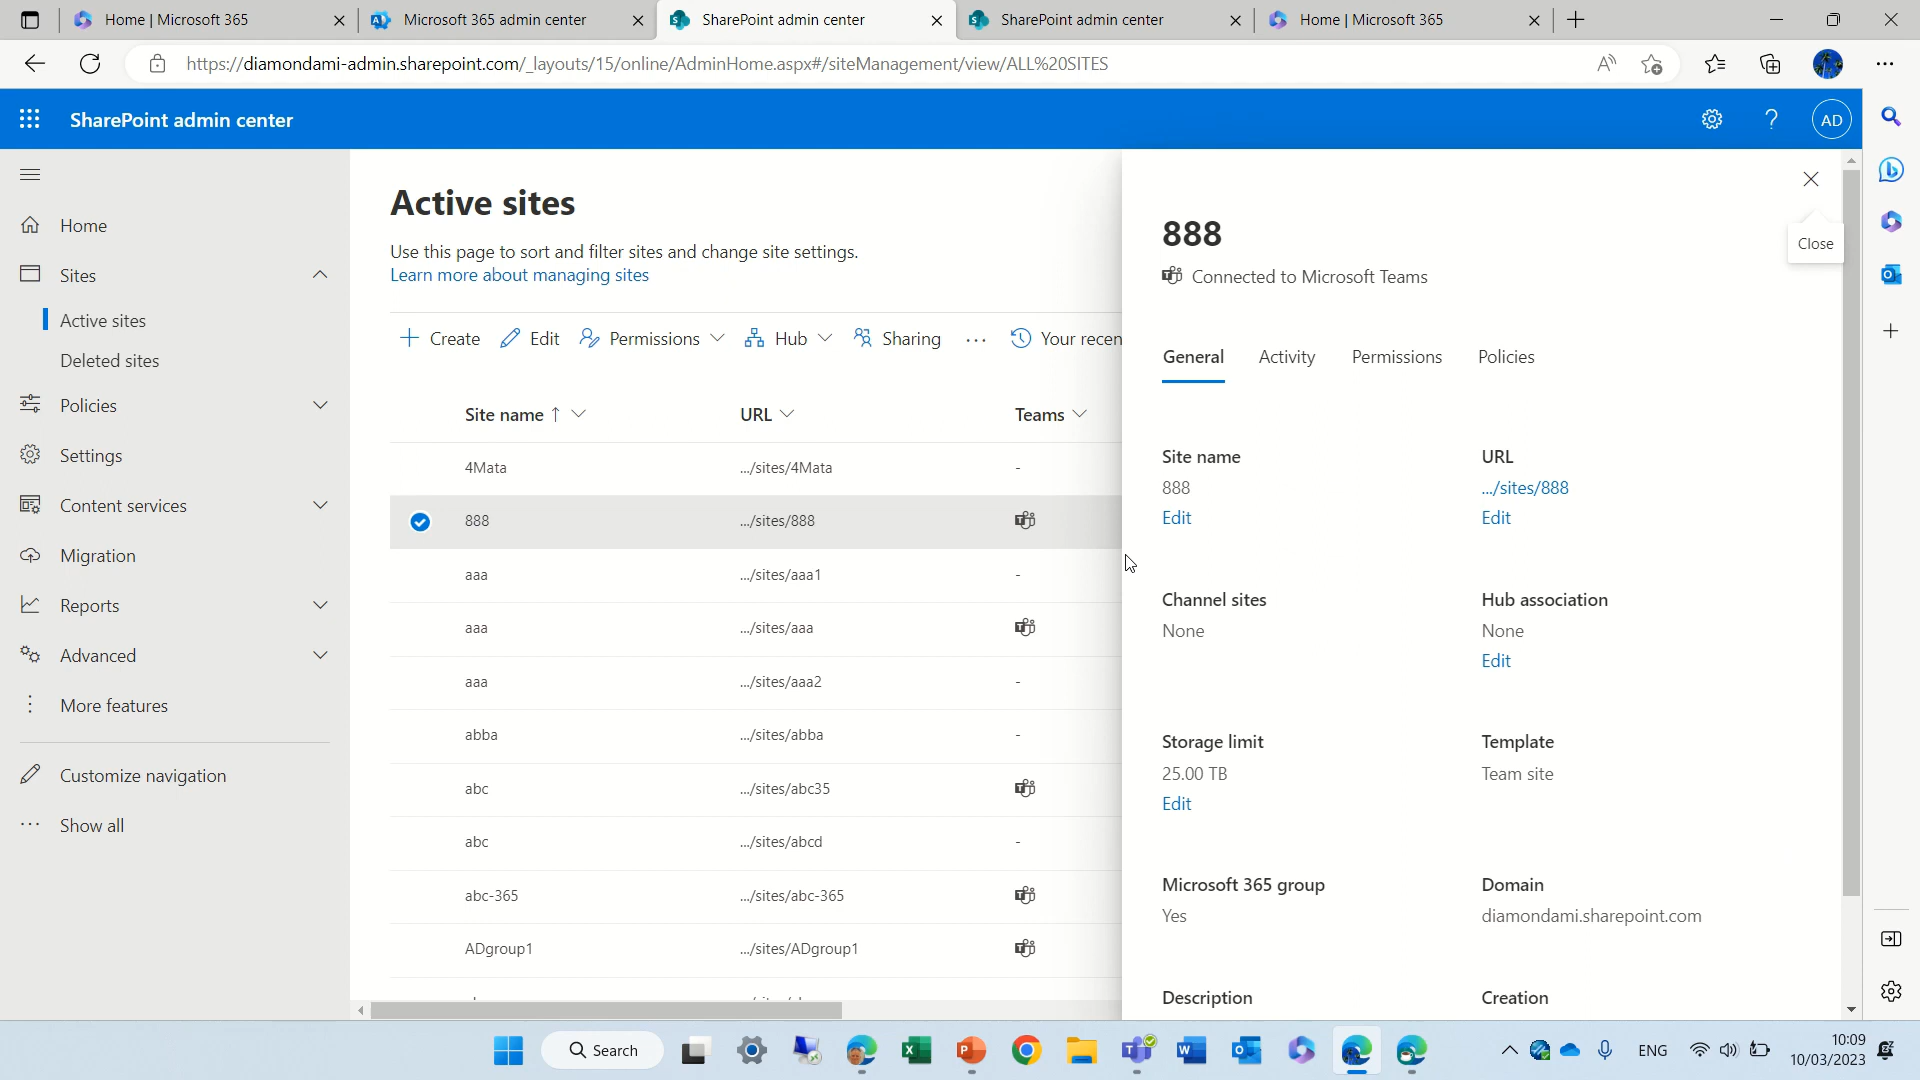 Home | Microsoft 365
Microsoft 365 admin center
SharePoint admin center
SharePoint admin center
Home | Microsoft 365
https://diamondami-admin.sharepoint.com/_layouts/15/online/AdminHome.aspx#/siteManagement/view/ALL%20SITES
SharePoint admin center
AD
Home
Sites
Active sites
Deleted sites
Policies
Settings
Content services
Migration
Reports
Advanced
More features
Customize navigation
Show all
Active sites
Use this page to sort and filter sites and change site settings.
Learn more about managing sites
Create Edit Permissions Hub Sharing ... Your recen
Site name ↑ URL Teams
4Mata .../sites/4Mata -
888 .../sites/888
aaa .../sites/aaa1 -
aaa .../sites/aaa
aaa .../sites/aaa2 -
abba .../sites/abba -
abc .../sites/abc35
abc .../sites/abcd -
abc-365 .../sites/abc-365
ADgroup1 .../sites/ADgroup1
Close
888
Connected to Microsoft Teams
General Activity Permissions Policies
Site name
888
Edit
URL
.../sites/888
Edit
Channel sites
None
Hub association
None
Edit
Storage limit
25.00 TB
Edit
Template
Team site
Microsoft 365 group
Yes
Domain
diamondami.sharepoint.com
Description
Creation
Search
ENG
10:09
10/03/2023